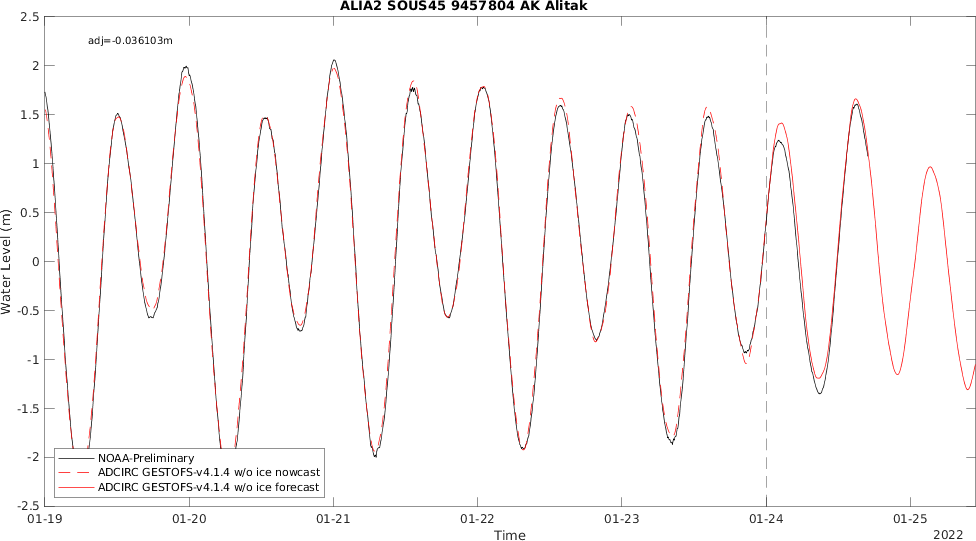 ALIA2 SOUS45 9457804 AK Alitak
adj=-0.036103m
2.5
2
1.5
1
0.5
0
-0.5
-1
-1.5
-2
-2.5
Water Level (m)
NOAA-Preliminary
ADCIRC GESTOFS-v4.1.4 w/o ice nowcast
ADCIRC GESTOFS-v4.1.4 w/o ice forecast
01-19 01-20 01-21 01-22 01-23 01-24 01-25
Time
2022